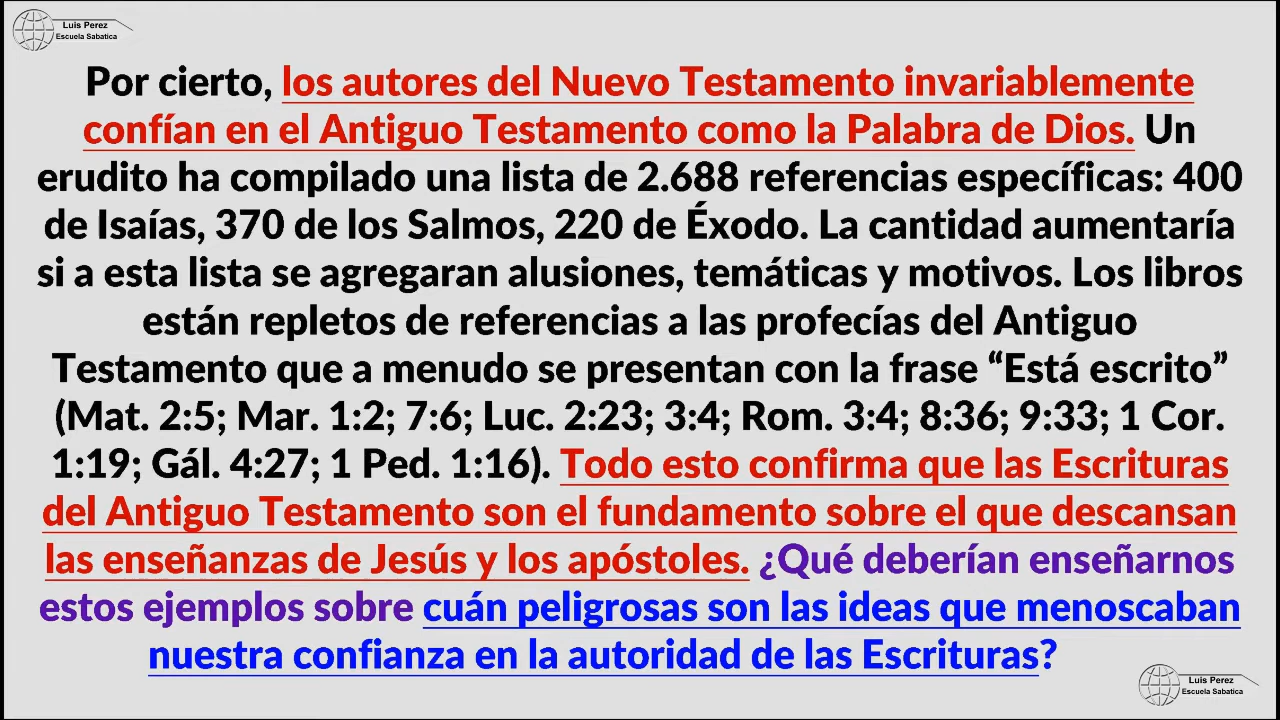 Luis Perez
Escuela Sabatica
Por cierto, los autores del Nuevo Testamento invariablemente
confían en el Antiguo Testamento como la Palabra de Dios. Un
erudito ha compilado una lista de 2.688 referencias específicas: 400
de Isaías, 370 de los Salmos, 220 de Éxodo. La cantidad aumentaría
si a esta lista se agregaran alusiones, temáticas y motivos. Los libros
están repletos de referencias a las profecías del Antiguo
Testamento que a menudo se presentan con la frase “Está escrito”
(Mat. 2:5; Mar. 1:2; 7:6; Luc. 2:23; 3:4; Rom. 3:4; 8:36; 9:33; 1 Cor.
1:19; Gál. 4:27; 1 Ped. 1:16). Todo esto confirma que las Escrituras
del Antiguo Testamento son el fundamento sobre el que descansan
las enseñanzas de Jesús y los apóstoles. ¿Qué deberían enseñarnos
estos ejemplos sobre cuán peligrosas son las ideas que menoscaban
nuestra confianza en la autoridad de las Escrituras?
Luis Perez
Escuela Sabatica